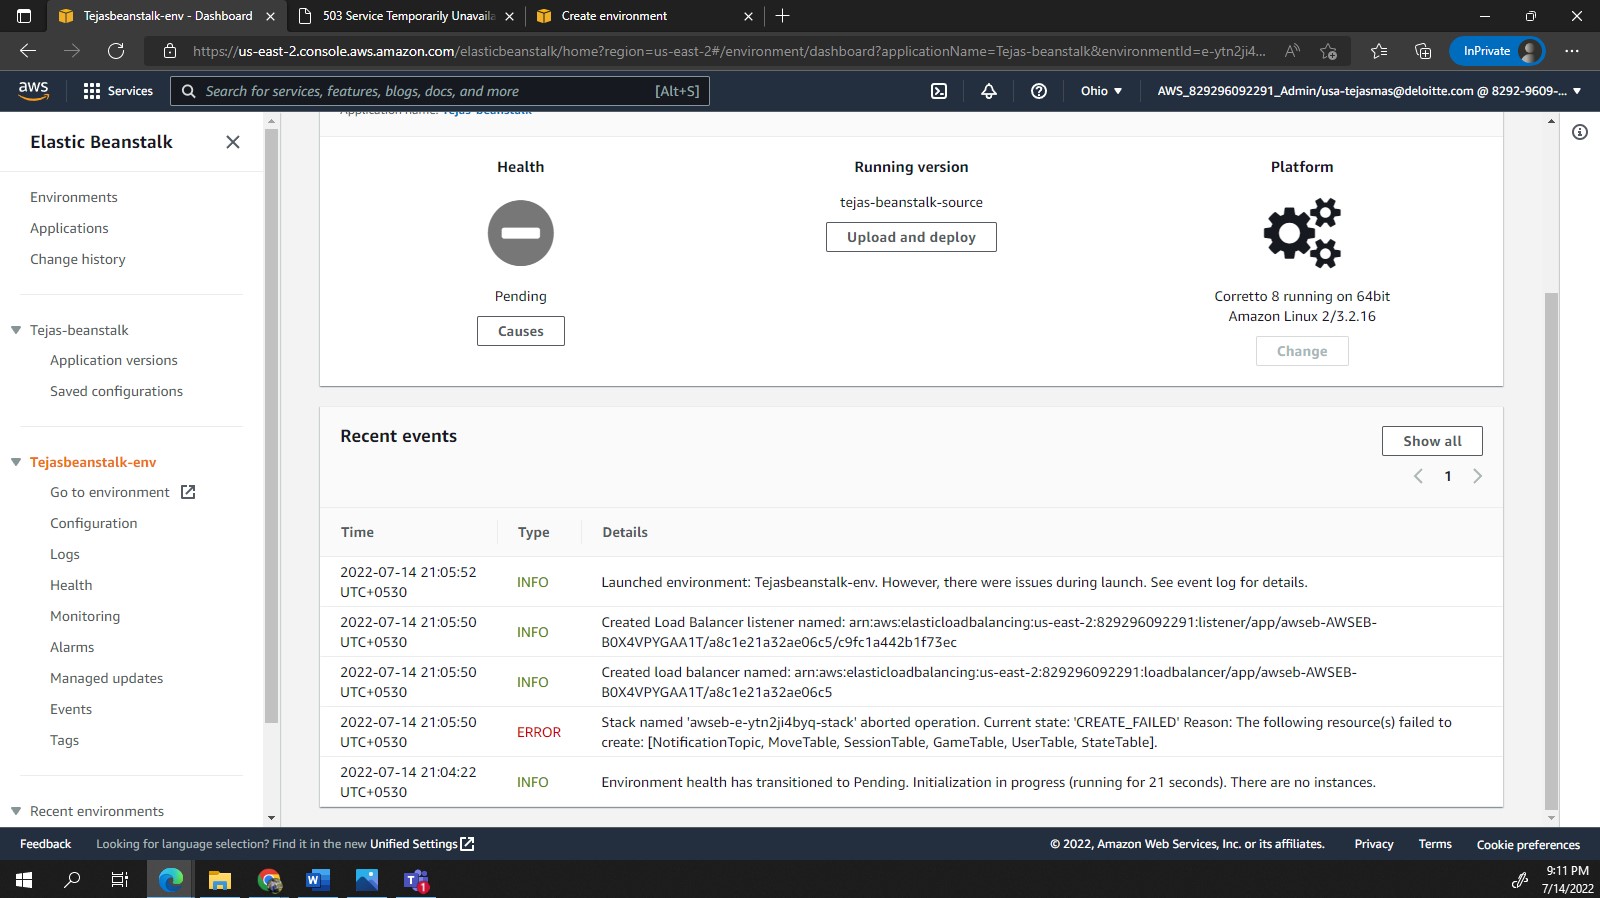 Tejasbeanstalk-env - Dashboard
503 Service Temporarily Unavaila
Create environment
https://us-east-2.console.aws.amazon.com/elasticbeanstalk/home?region=us-east-2#/environment/dashboard?applicationName=Tejas-beanstalk&environmentId=e-ytn2ji4...
InPrivate
aws
Services
Search for services, features, blogs, docs, and more
[Alt+S]
Ohio
AWS_829296092291_Admin/usa-tejasmas@deloitte.com @ 8292-9609-...
Elastic Beanstalk
Environments
Applications
Change history
Tejas-beanstalk
Application versions
Saved configurations
Tejasbeanstalk-env
Go to environment
Configuration
Logs
Health
Monitoring
Alarms
Managed updates
Events
Tags
Recent environments
Application name: Tejas-beanstalk
Health
Pending
Causes
Running version
tejas-beanstalk-source
Upload and deploy
Platform
Corretto 8 running on 64bit
Amazon Linux 2/3.2.16
Change
Recent events
Show all
1
Time
Type
Details
2022-07-14 21:05:52
UTC+0530
INFO
Launched environment: Tejasbeanstalk-env. However, there were issues during launch. See event log for details.
2022-07-14 21:05:50
UTC+0530
INFO
Created Load Balancer listener named: arn:aws:elasticloadbalancing:us-east-2:829296092291:listener/app/awseb-AWSEB-
B0X4VPYGAA1T/a8c1e21a32ae06c5/c9fc1a442b1f73ec
2022-07-14 21:05:50
UTC+0530
INFO
Created load balancer named: arn:aws:elasticloadbalancing:us-east-2:829296092291:loadbalancer/app/awseb-AWSEB-
B0X4VPYGAA1T/a8c1e21a32ae06c5
2022-07-14 21:05:50
UTC+0530
ERROR
Stack named 'awseb-e-ytn2ji4byq-stack' aborted operation. Current state: 'CREATE_FAILED' Reason: The following resource(s) failed to
create: [NotificationTopic, MoveTable, SessionTable, GameTable, UserTable, StateTable].
2022-07-14 21:04:22
UTC+0530
INFO
Environment health has transitioned to Pending. Initialization in progress (running for 21 seconds). There are no instances.
Feedback
Looking for language selection? Find it in the new Unified Settings
© 2022, Amazon Web Services, Inc. or its affiliates.
Privacy
Terms
Cookie preferences
1
9:11 PM
7/14/2022